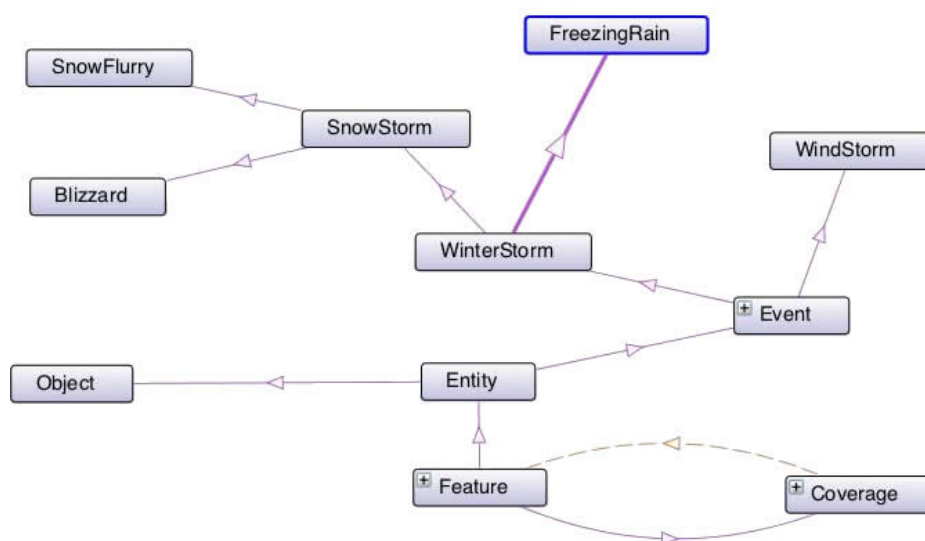 FreezingRain
SnowFlurry
SnowStorm
WindStorm
Blizzard
WinterStorm
Event
Object
Entity
Feature
Coverage